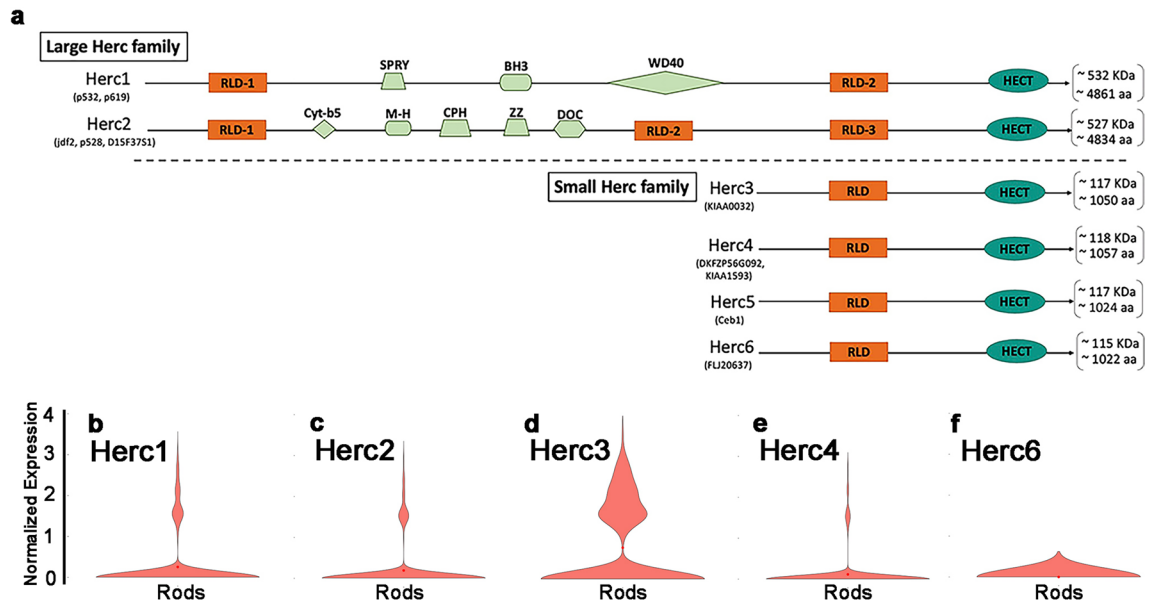 a
Large Herc family
SPRY BH3 WD40
Herc1 RLD-1 RLD-2 HECT ~ 532 KDa
(p532, p619) ~ 4861 aa
Cyt-b5 M-H CPH ZZ DOC
Herc2 RLD-1 RLD-2 RLD-3 HECT ~ 527 KDa
(jdf2, p528, D15F37S1) ~ 4834 aa
Small Herc family
Herc3 RLD HECT ~ 117 KDa
(KIAA0032) ~ 1050 aa
Herc4 RLD HECT ~ 118 KDa
(DKFZP56G092, ~ 1057 aa
KIAA1593)
Herc5 RLD HECT ~ 117 KDa
(Ceb1) ~ 1024 aa
Herc6 RLD HECT ~ 115 KDa
(FLJ20637) ~ 1022 aa
b c d e f
Herc1 Herc2 Herc3 Herc4 Herc6
Normalized Expression
4
3
2
1
0
Rods Rods Rods Rods Rods